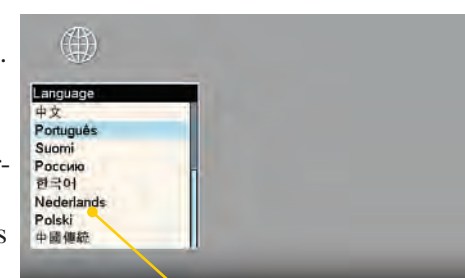 Language
中文
Português
Suomi
Россию
한국어
Nederlands
Polski
中國傳統
s